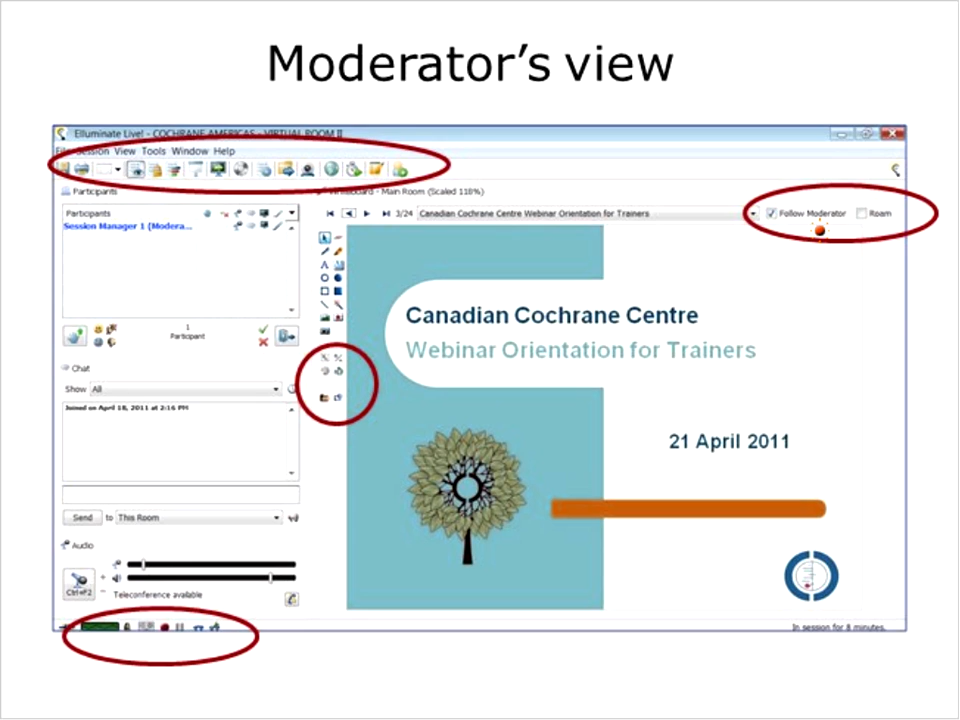 Moderator's view
Elluminate Live! - COCHRANE AMERICAS - VIRTUAL ROOM II
File Session View Tools Window Help
Participants
Whiteboard - Main Room (Scaled 118%)
Participants
3/24 Canadian Cochrane Centre Webinar Orientation for Trainers
Follow Moderator
Roam
Session Manager 1 (Modera...
A
Canadian Cochrane Centre
Webinar Orientation for Trainers
1
Participant
Chat
Show All
Joined on April 18, 2011 at 2:16 PM
21 April 2011
Send to This Room
Audio
Ctrl+F2
Teleconference available
In session for 8 minutes.